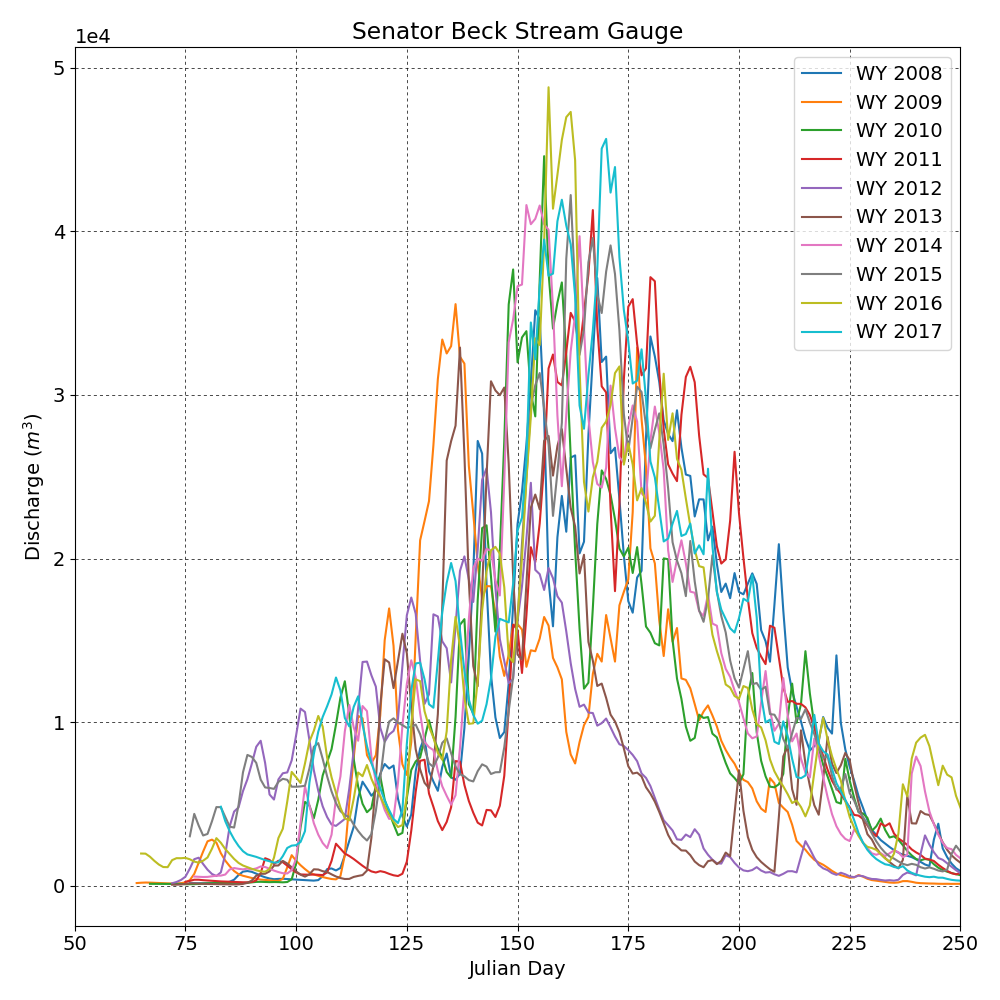 Senator Beck Stream Gauge
1e4
5
4
3
2
1
0
Discharge (m³)
50 75 100 125 150 175 200 225 250
Julian Day
WY 2008
WY 2009
WY 2010
WY 2011
WY 2012
WY 2013
WY 2014
WY 2015
WY 2016
WY 2017